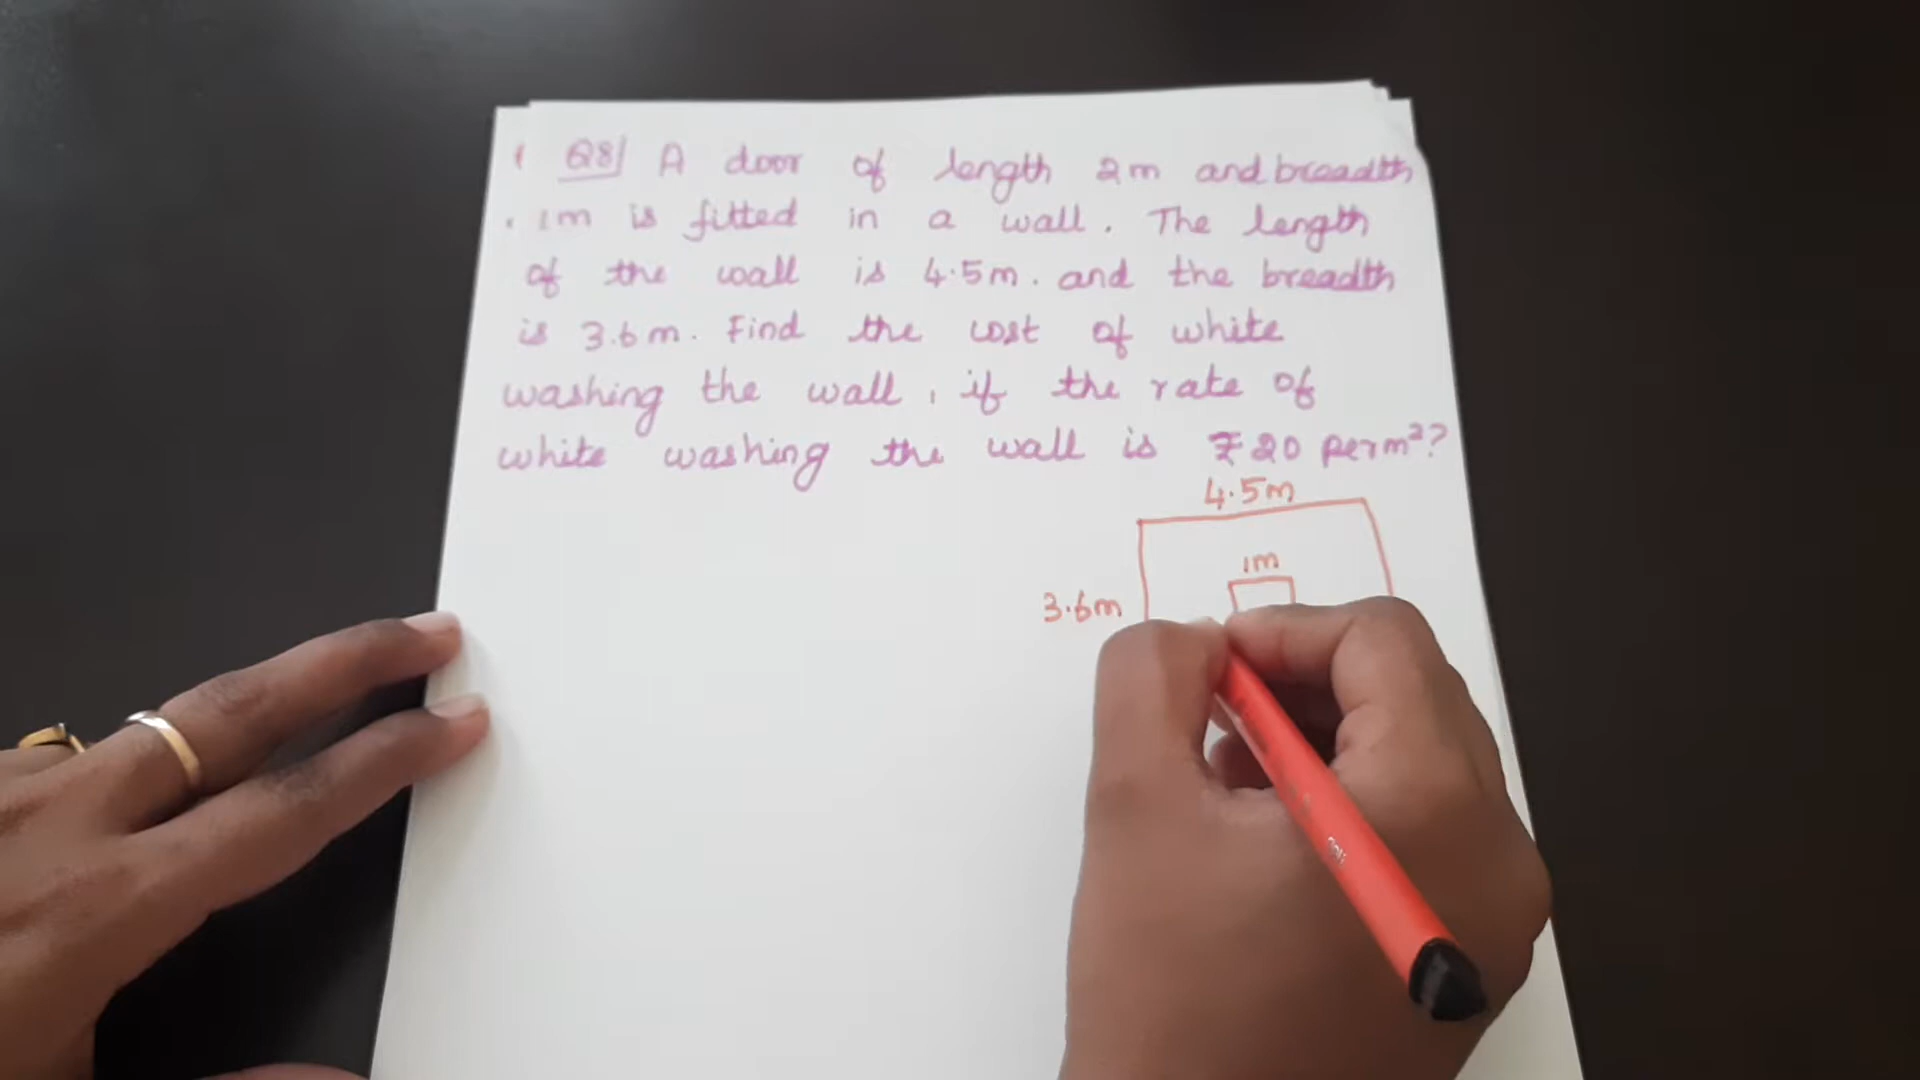 Q8| A door of length 2m and breadth
1m is fitted in a wall. The length
of the wall is 4.5m. and the breadth
is 3.6m. Find the cost of white
washing the wall, if the rate of
white washing the wall is ₹20 per m²?
4.5m
1m
3.6m